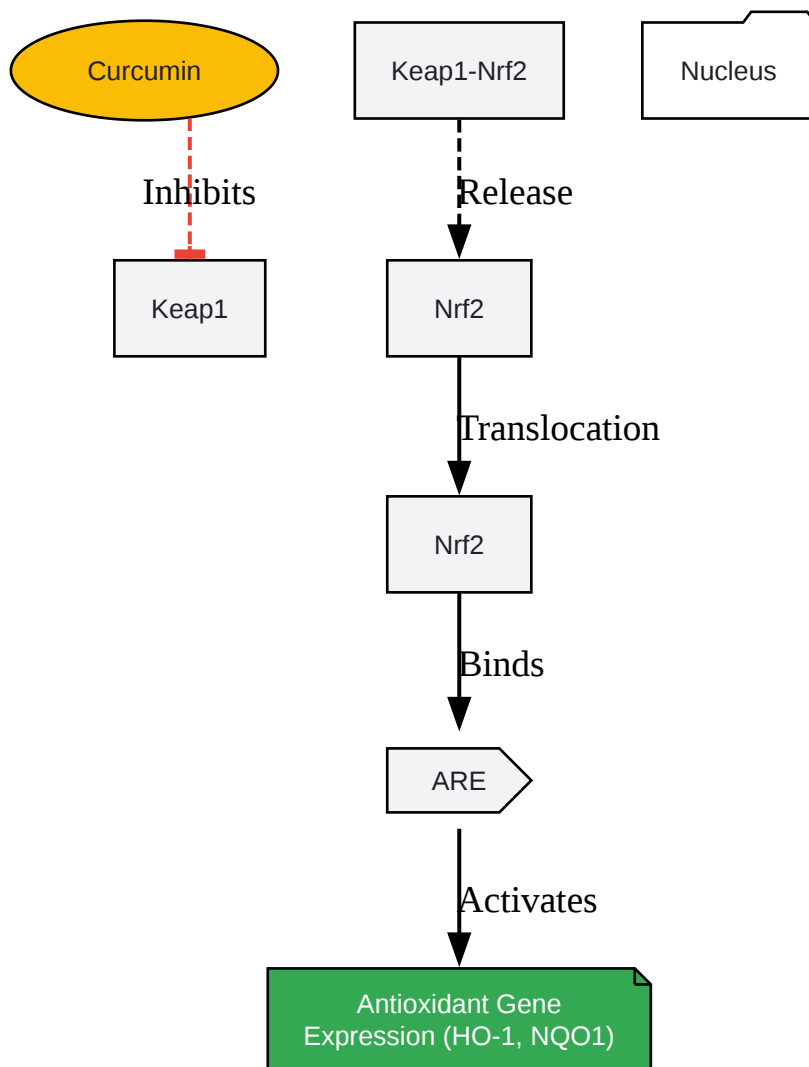 Curcumin
Keap1-Nrf2
Nucleus
Inhibits
Release
Keap1
Nrf2
Translocation
Nrf2
Binds
ARE
Activates
Antioxidant Gene
Expression (HO-1, NQO1)